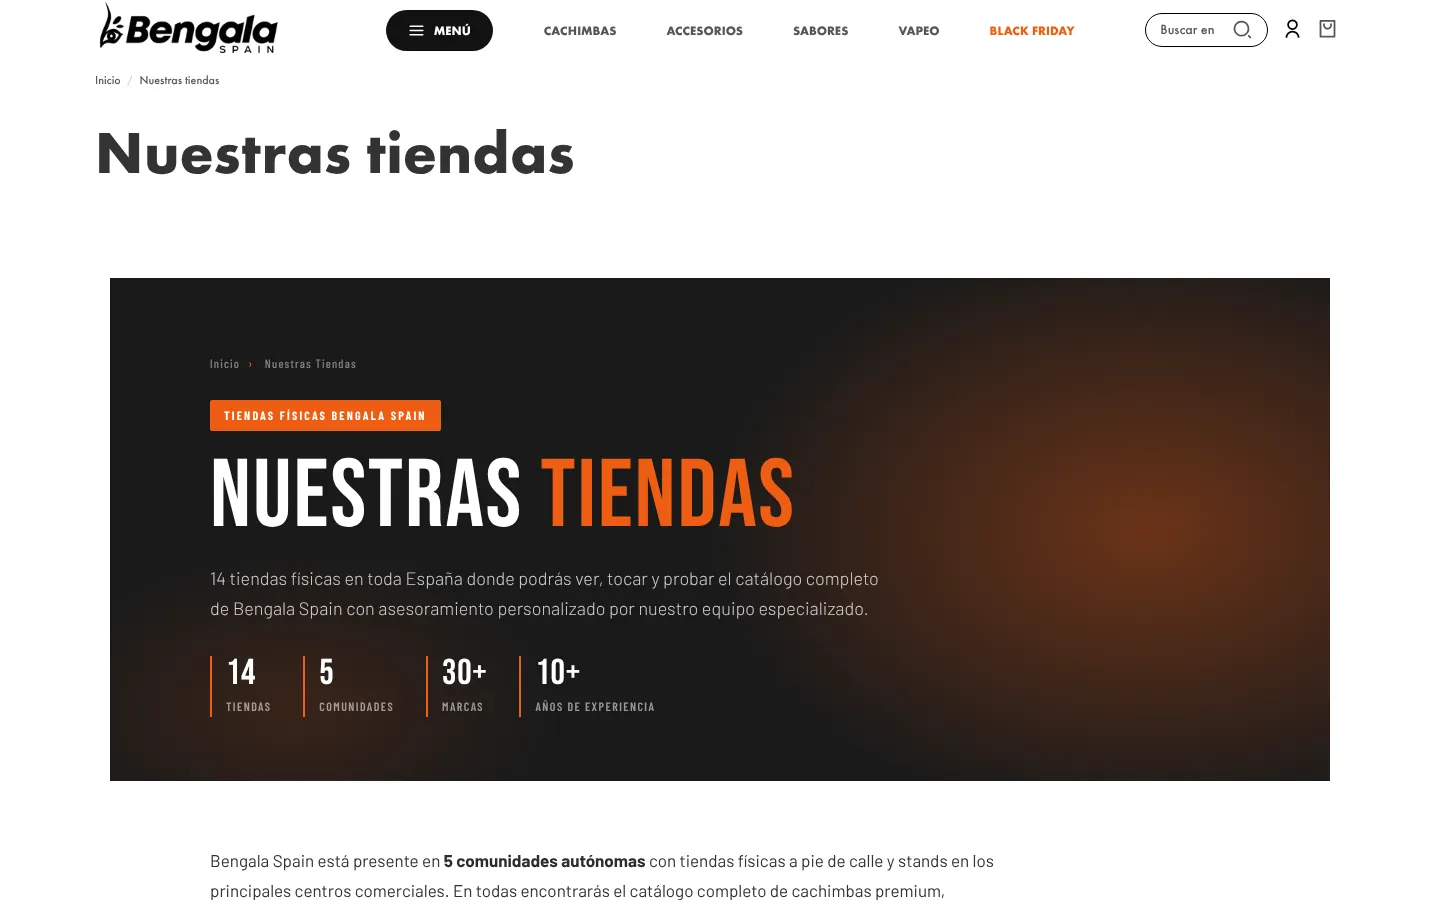 Bengala
SPAIN
MENÚ
CACHIMBAS
ACCESORIOS
SABORES
VAPEO
BLACK FRIDAY
Buscar en
Inicio / Nuestras tiendas
Nuestras tiendas
Inicio › Nuestras Tiendas
TIENDAS FÍSICAS BENGALA SPAIN
NUESTRAS TIENDAS
14 tiendas físicas en toda España donde podrás ver, tocar y probar el catálogo completo
de Bengala Spain con asesoramiento personalizado por nuestro equipo especializado.
14
TIENDAS
5
COMUNIDADES
30+
MARCAS
10+
AÑOS DE EXPERIENCIA
Bengala Spain está presente en 5 comunidades autónomas con tiendas físicas a pie de calle y stands en los
principales centros comerciales. En todas encontrarás el catálogo completo de cachimbas premium,